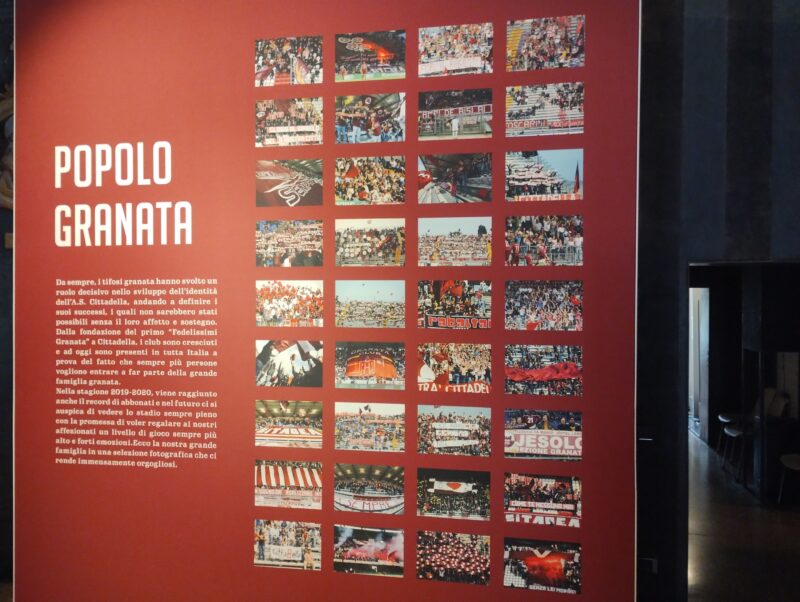 POPOLO
GRANATA
Da sempre, i tifosi granata hanno svolto un
ruolo decisivo nello sviluppo dell'identità
dell'A.S. Cittadella, andando a definire i
suoi successi, i quali non sarebbero stati
possibili senza il loro affetto e sostegno.
Dalla fondazione del primo "Fedelissimi
Granata" a Cittadella, i club sono cresciuti
e ad oggi sono presenti in tutta Italia a
prova del fatto che sempre più persone
vogliono entrare a far parte della grande
famiglia granata.
Nella stagione 2019-2020, viene raggiunto
anche il record di abbonati e nel futuro ci si
auspica di vedere lo stadio sempre pieno
con la promessa di voler regalare ai nostri
affezionati un livello di gioco sempre più
alto e forti emozioni.Ecco la nostra grande
famiglia in una selezione fotografica che ci
rende immensamente orgogliosi.
CITTADEL
JESOLO
SEZIONE GRANAT
CITADEA
SENZA LEI NO